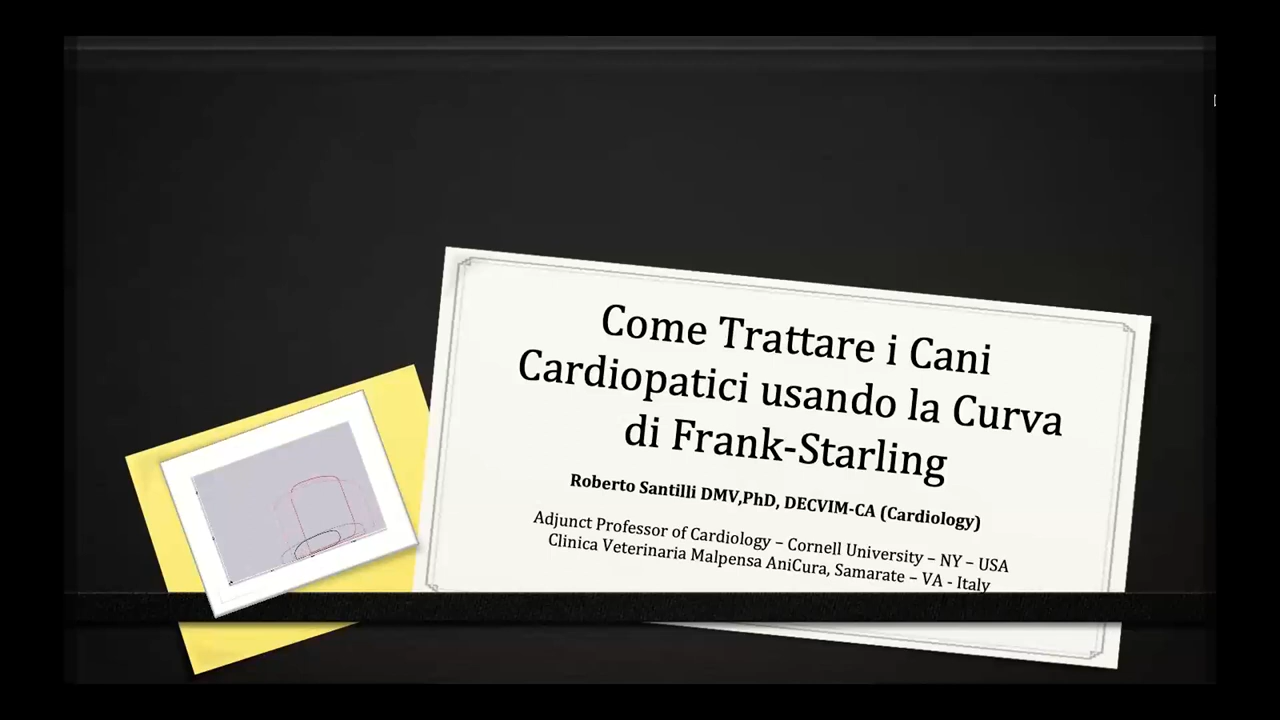 Come Trattare i Cani
Cardiopatici usando la Curva
di Frank-Starling
Roberto Santilli DMV,PhD, DECVIM-CA (Cardiology)
Adjunct Professor of Cardiology – Cornell University – NY – USA
Clinica Veterinaria Malpensa AniCura, Samarate – VA - Italy